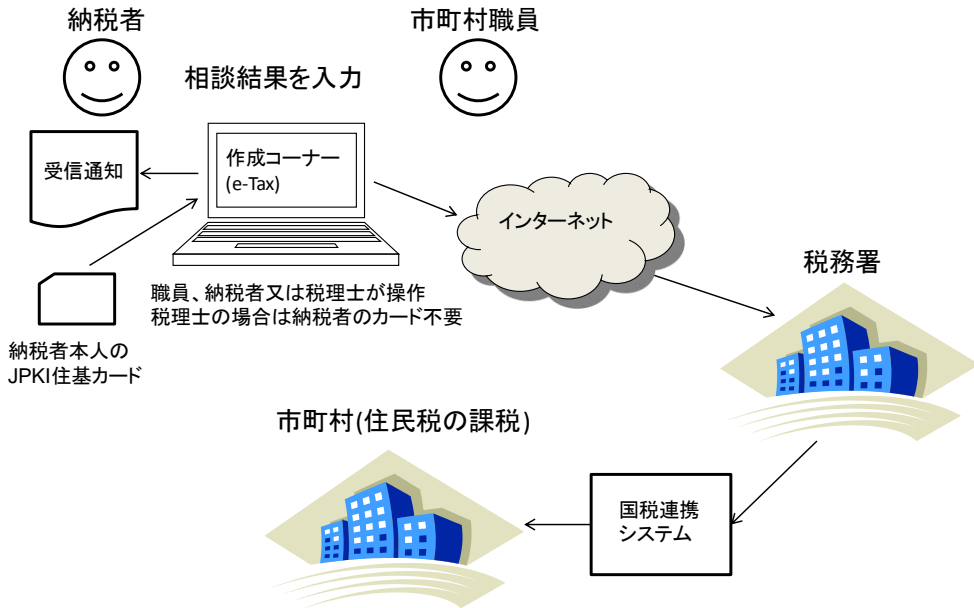 納税者
市町村職員
相談結果を入力
受信通知
作成コーナー
(e-Tax)
インターネット
税務署
職員、納税者又は税理士が操作
税理士の場合は納税者のカード不要
納税者本人の
JPKI住基カード
市町村(住民税の課税)
国税連携
システム